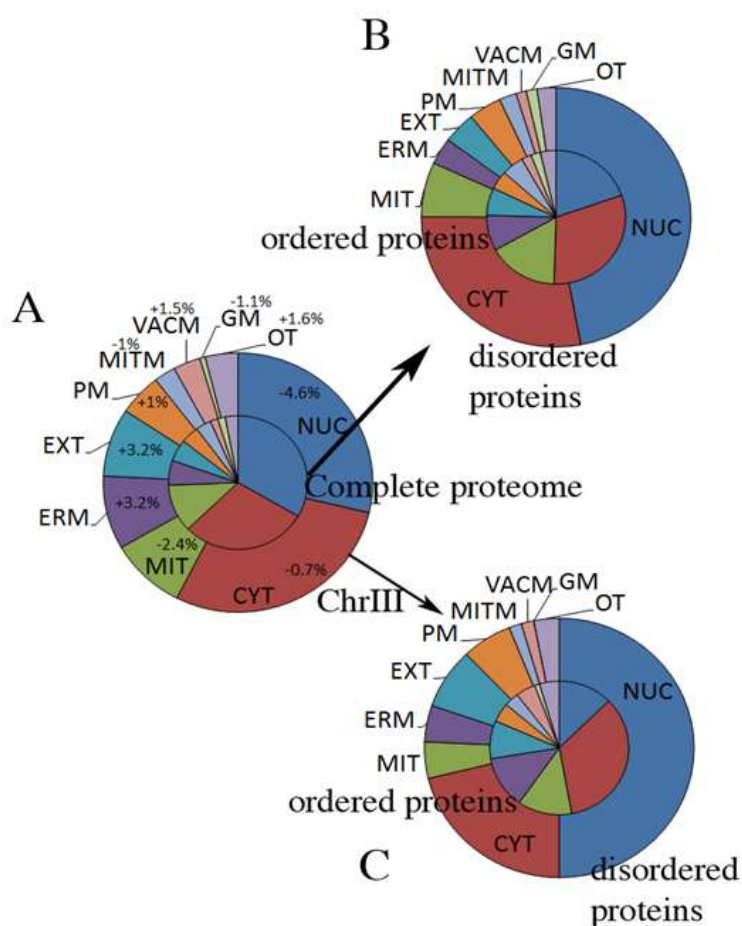 B
GM
VACM
OT
MITM
PM
EXT
ERM
MIT
NUC
ordered proteins
CYT
disordered
proteins
A
-1.1%
+1.5%
GM
VACM
+1.6%
-1%
OT
MITM
PM
-4.6%
+1%
NUC
EXT
+3.2%
Complete proteome
ERM
+3.2%
-2.4%
MIT
-0.7%
CYT
ChrIII
GM
VACM
MITM
OT
PM
EXT
NUC
ERM
MIT
ordered proteins
CYT
C
disordered
proteins